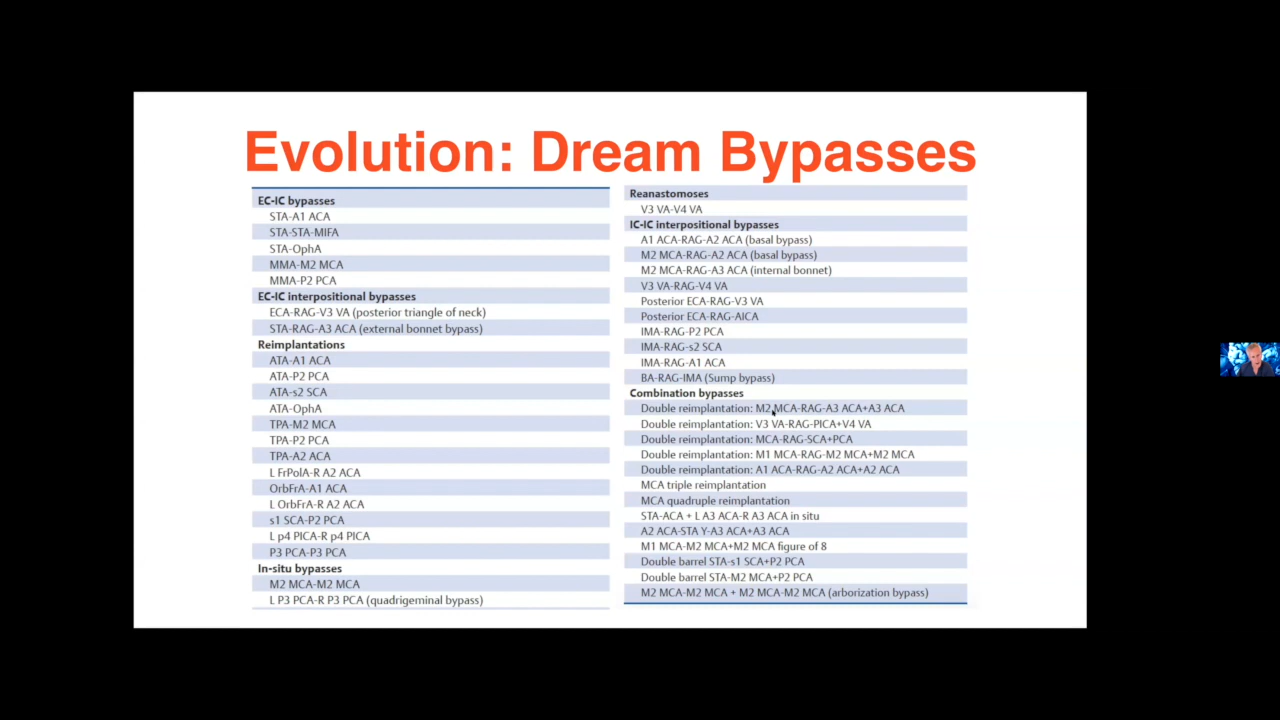 Evolution: Dream Bypasses
EC-IC bypasses
STA-A1 ACA
STA-STA-MIFA
STA-OphA
MMA-M2 MCA
MMA-P2 PCA
EC-IC interpositional bypasses
ECA-RAG-V3 VA (posterior triangle of neck)
STA-RAG-A3 ACA (external bonnet bypass)
Reimplantations
ATA-A1 ACA
ATA-P2 PCA
ATA-s2 SCA
ATA-OphA
TPA-M2 MCA
TPA-P2 PCA
TPA-A2 ACA
L FrPolA-R A2 ACA
OrbFrA-A1 ACA
L OrbFrA-R A2 ACA
s1 SCA-P2 PCA
L p4 PICA-R p4 PICA
P3 PCA-P3 PCA
In-situ bypasses
M2 MCA-M2 MCA
L P3 PCA-R P3 PCA (quadrigeminal bypass)
Reanastomoses
V3 VA-V4 VA
IC-IC interpositional bypasses
A1 ACA-RAG-A2 ACA (basal bypass)
M2 MCA-RAG-A2 ACA (basal bypass)
M2 MCA-RAG-A3 ACA (internal bonnet)
V3 VA-RAG-V4 VA
Posterior ECA-RAG-V3 VA
Posterior ECA-RAG-AICA
IMA-RAG-P2 PCA
IMA-RAG-s2 SCA
IMA-RAG-A1 ACA
BA-RAG-IMA (Sump bypass)
Combination bypasses
Double reimplantation: M2 MCA-RAG-A3 ACA+A3 ACA
Double reimplantation: V3 VA-RAG-PICA+V4 VA
Double reimplantation: MCA-RAG-SCA+PCA
Double reimplantation: M1 MCA-RAG-M2 MCA+M2 MCA
Double reimplantation: A1 ACA-RAG-A2 ACA+A2 ACA
MCA triple reimplantation
MCA quadruple reimplantation
STA-ACA + L A3 ACA-R A3 ACA in situ
A2 ACA-STA Y-A3 ACA+A3 ACA
M1 MCA-M2 MCA+M2 MCA figure of 8
Double barrel STA-s1 SCA+P2 PCA
Double barrel STA-M2 MCA+P2 PCA
M2 MCA-M2 MCA + M2 MCA-M2 MCA (arborization bypass)